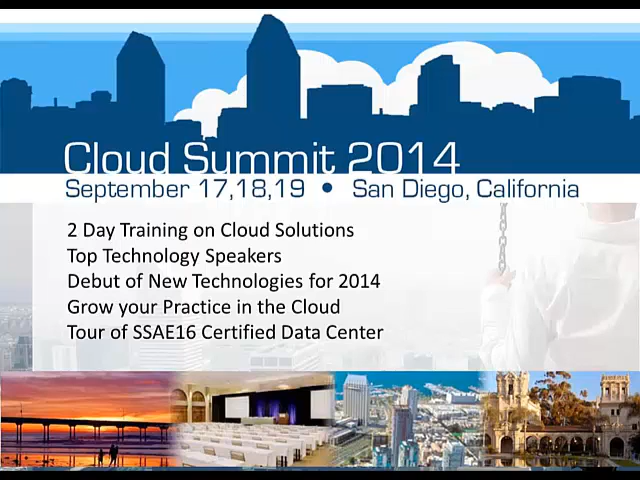 Cloud Summit 2014
September 17,18,19 • San Diego, California
2 Day Training on Cloud Solutions
Top Technology Speakers
Debut of New Technologies for 2014
Grow your Practice in the Cloud
Tour of SSAE16 Certified Data Center